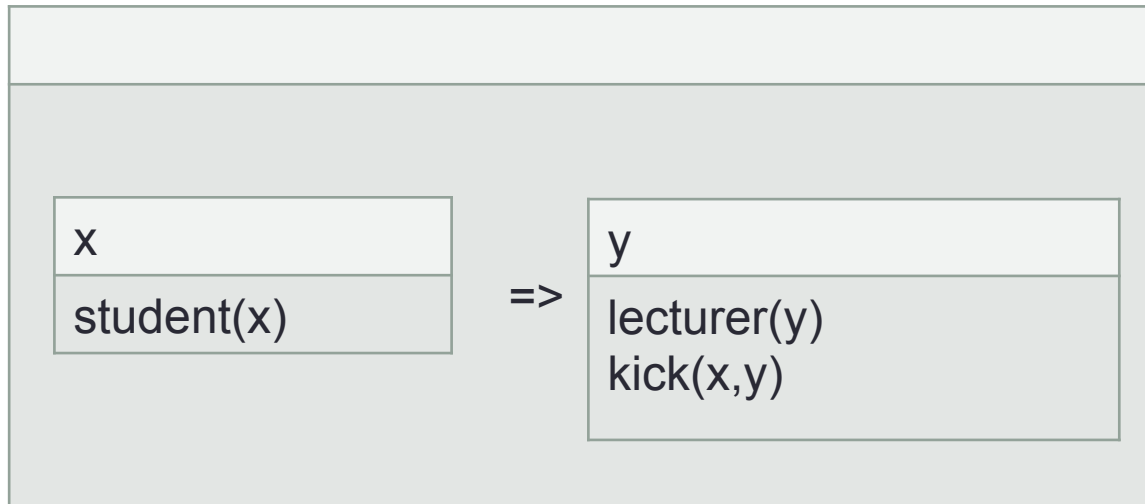 x
student(x)
=>
y
lecturer(y)
kick(x,y)